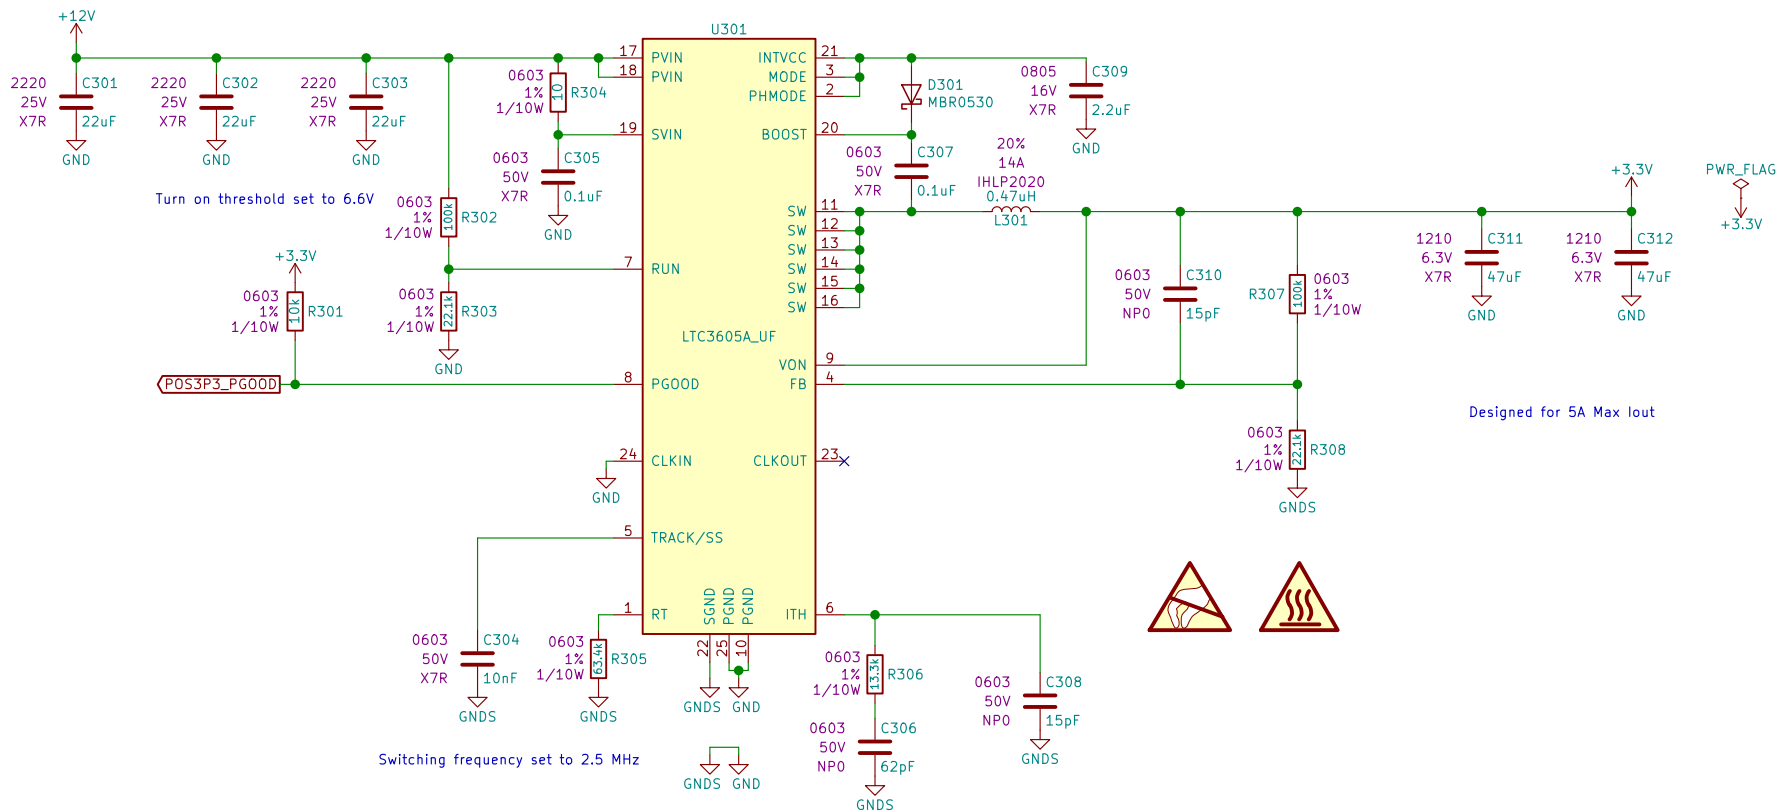 +12V
2220
25V
X7R
C301
22uF
GND
2220
25V
X7R
C302
22uF
GND
2220
25V
X7R
C303
22uF
GND
Turn on threshold set to 6.6V
0603
1%
1/10W
10
R304
0603
50V
X7R
C305
0.1uF
GND
0603
1%
1/10W
100k
R302
0603
1%
1/10W
22.1k
R303
GND
+3.3V
0603
1%
1/10W
10k
R301
POS3P3_PGOOD
GND
0603
50V
X7R
C304
10nF
GNDS
0603
1%
1/10W
63.4k
R305
GNDS
Switching frequency set to 2.5 MHz
U301
17 PVIN
18 PVIN
19 SVIN
7 RUN
8 PGOOD
24 CLKIN
5 TRACK/SS
1 RT
LTC3605A_UF
INTVCC 21
MODE 3
PHMODE 2
BOOST 20
SW 11
SW 12
SW 13
SW 14
SW 15
SW 16
VON 9
FB 4
CLKOUT 23
ITH 6
SGND 22
PGND 25
PGND 10
GNDS
GND
GNDS
GND
D301
MBR0530
0805
16V
X7R
C309
2.2uF
GND
0603
50V
X7R
C307
0.1uF
20%
14A
IHLP2020
0.47uH
L301
0603
50V
NP0
C310
15pF
R307
100k
0603
1%
1/10W
0603
1%
1/10W
22.1k
R308
GNDS
1210
6.3V
X7R
C311
47uF
GND
+3.3V
1210
6.3V
X7R
C312
47uF
GND
PWR_FLAG
+3.3V
Designed for 5A Max Iout
0603
1%
1/10W
13.3k
R306
0603
50V
NP0
C306
62pF
GNDS
0603
50V
NP0
C308
15pF
GNDS